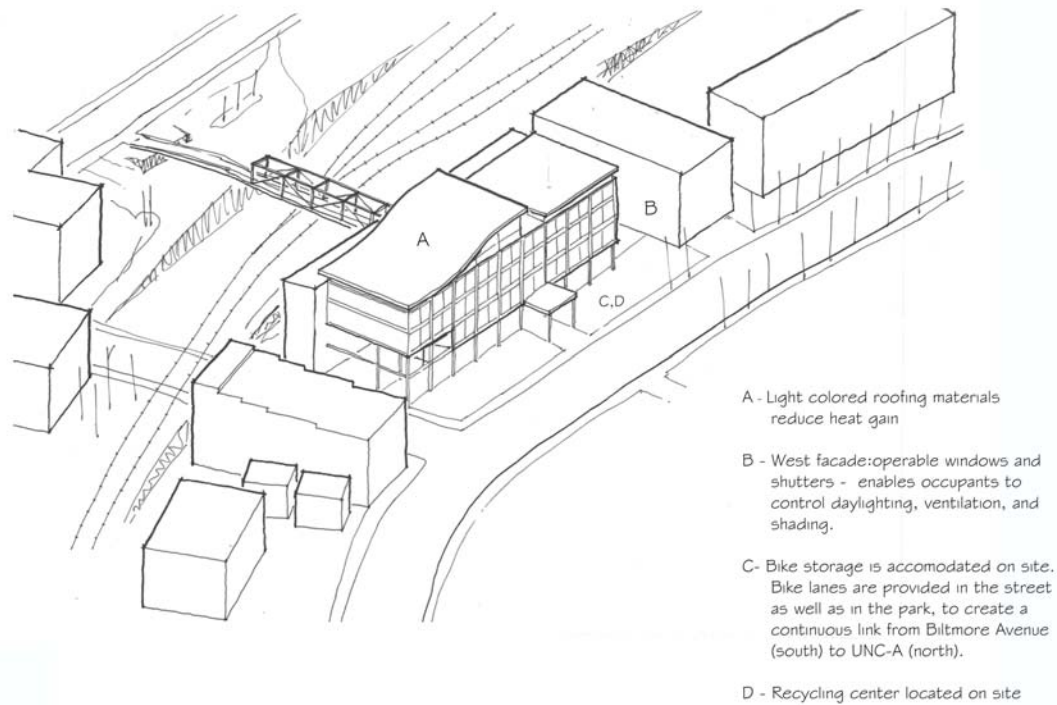 A
B
C,D
A - Light colored roofing materials
reduce heat gain
B - West facade:operable windows and
shutters - enables occupants to
control daylighting, ventilation, and
shading.
C- Bike storage is accomodated on site.
Bike lanes are provided in the street
as well as in the park, to create a
continuous link from Biltmore Avenue
(south) to UNC-A (north).
D - Recycling center located on site